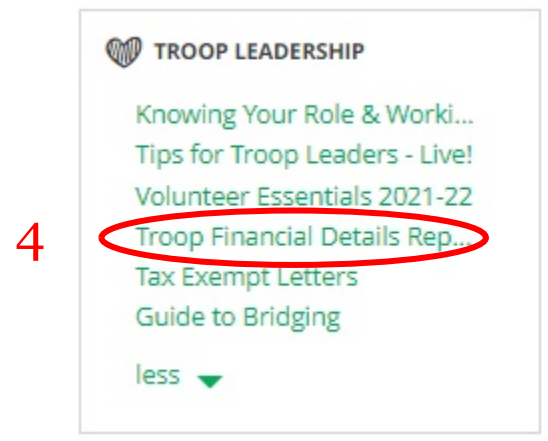 TROOP LEADERSHIP
Knowing Your Role & Worki...
Tips for Troop Leaders - Live!
Volunteer Essentials 2021-22
4 Troop Financial Details Rep...
Tax Exempt Letters
Guide to Bridging
less